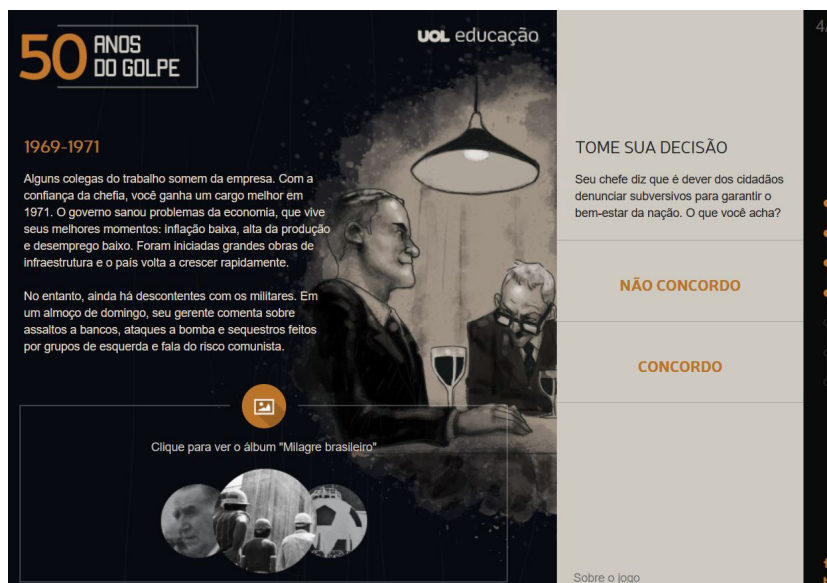 50 ANOS
DO GOLPE
UOL educação
1969-1971
Alguns colegas do trabalho somem da empresa. Com a
confiança da chefia, você ganha um cargo melhor em
1971. O governo sanou problemas da economia, que vive
seus melhores momentos: inflação baixa, alta da produção
e desemprego baixo. Foram iniciadas grandes obras de
infraestrutura e o país volta a crescer rapidamente.
No entanto, ainda há descontentes com os militares. Em
um almoço de domingo, seu gerente comenta sobre
assaltos a bancos, ataques a bomba e sequestros feitos
por grupos de esquerda e fala do risco comunista.
Clique para ver o álbum "Milagre brasileiro"
TOME SUA DECISÃO
Seu chefe diz que é dever dos cidadãos
denunciar subversivos para garantir o
bem-estar da nação. O que você acha?
NÃO CONCORDO
CONCORDO
Sobre o jogo
4/